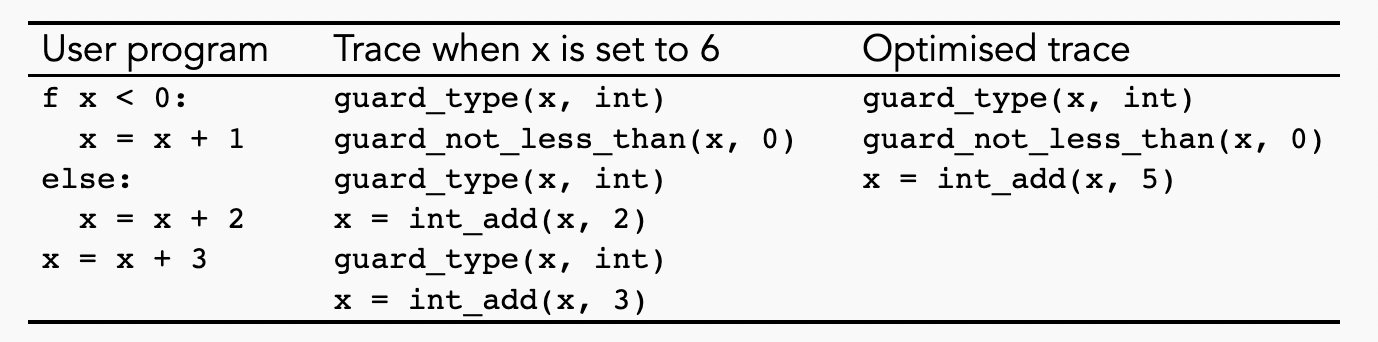 User program Trace when x is set to 6 Optimised trace
f x < 0: guard_type(x, int) guard_type(x, int)
x = x + 1 guard_not_less_than(x, 0) guard_not_less_than(x, 0)
else: guard_type(x, int) x = int_add(x, 5)
x = x + 2 x = int_add(x, 2)
x = x + 3 guard_type(x, int)
x = int_add(x, 3)